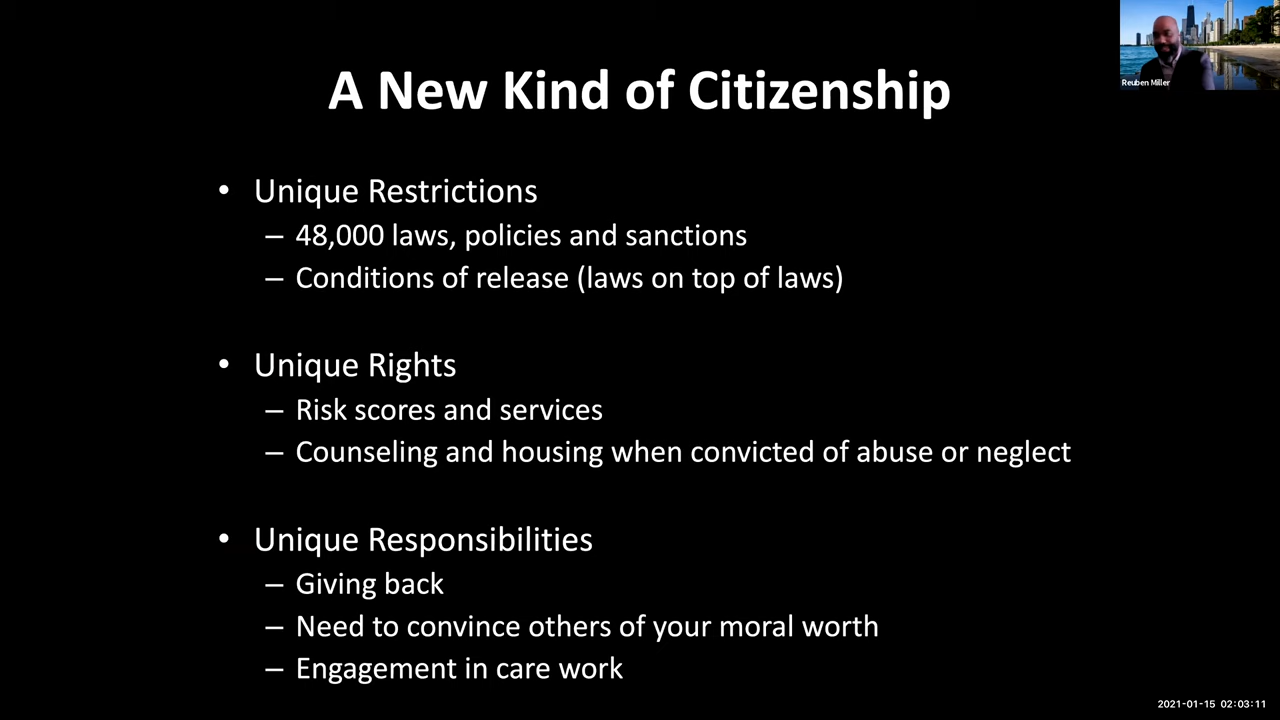 Reuben Miller
A New Kind of Citizenship
• Unique Restrictions
– 48,000 laws, policies and sanctions
– Conditions of release (laws on top of laws)
• Unique Rights
– Risk scores and services
– Counseling and housing when convicted of abuse or neglect
• Unique Responsibilities
– Giving back
– Need to convince others of your moral worth
– Engagement in care work
2021-01-15 02:03:11